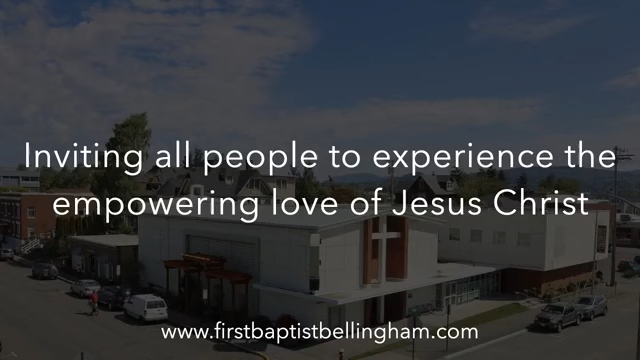 Inviting all people to experience the
empowering love of Jesus Christ
www.firstbaptistbellingham.com